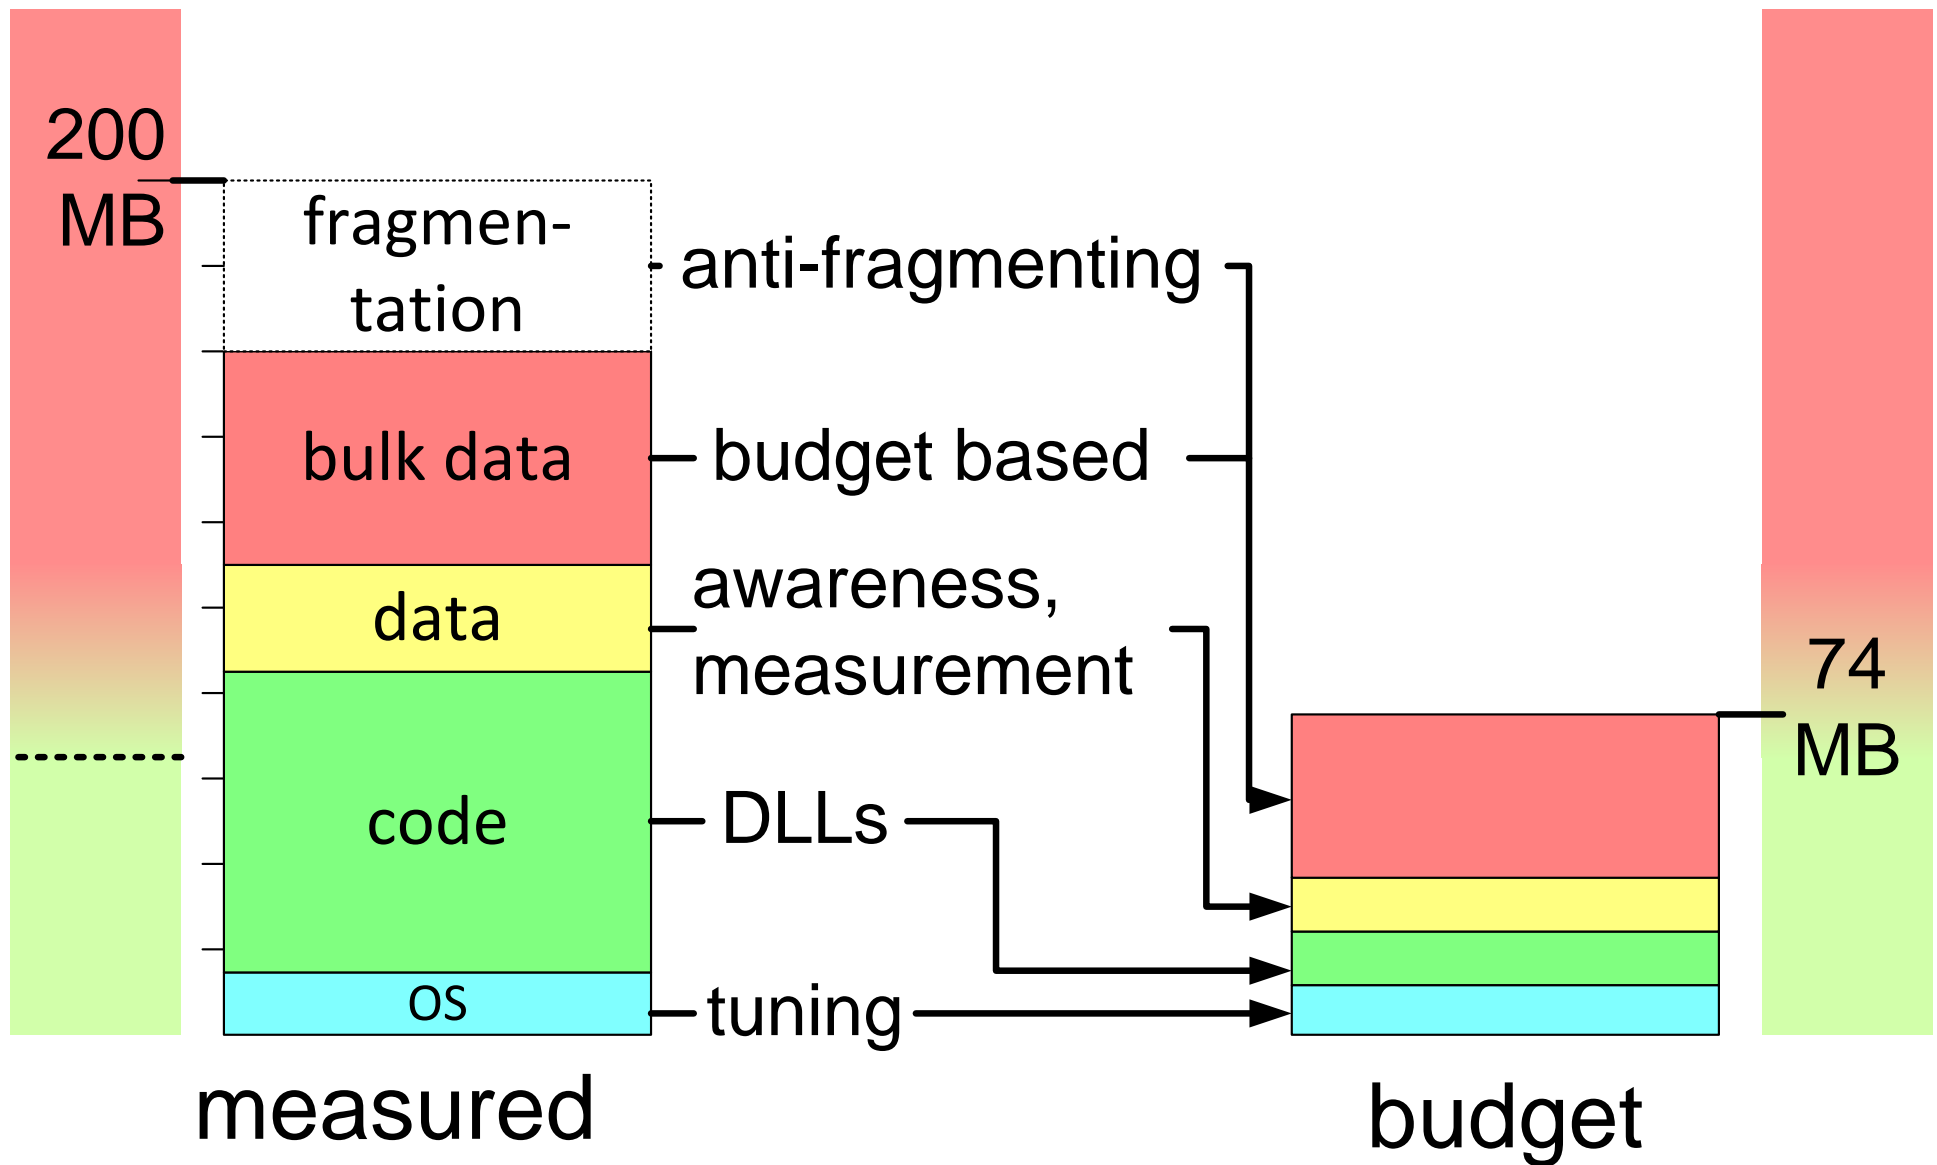 200
MB
fragmen-
tation
anti-fragmenting
bulk data
budget based
data
awareness,
measurement
74
MB
code
DLLs
OS
tuning
measured
budget